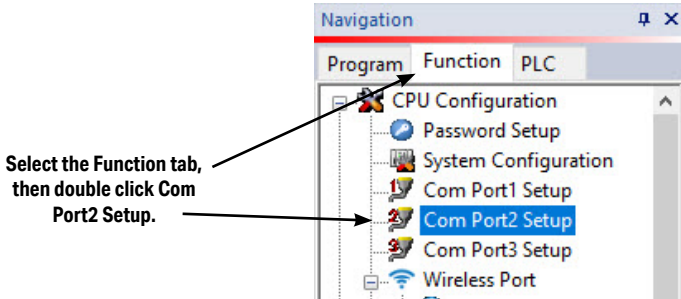 Navigation
Program Function PLC
CPU Configuration
Password Setup
System Configuration
Com Port1 Setup
Com Port2 Setup
Com Port3 Setup
Wireless Port
Select the Function tab,
then double click Com
Port2 Setup.